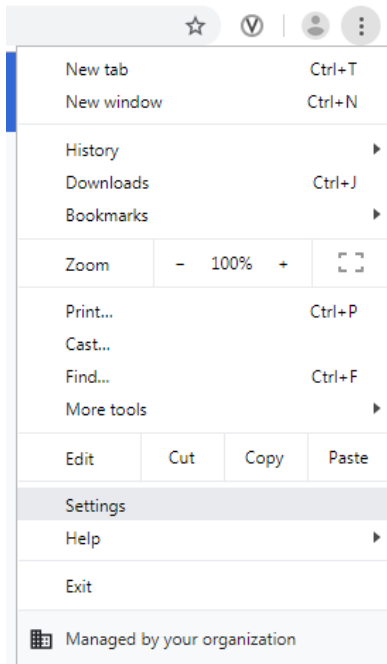 New tab Ctrl+T
New window Ctrl+N
History
Downloads Ctrl+J
Bookmarks
Zoom - 100% +
Print... Ctrl+P
Cast...
Find... Ctrl+F
More tools
Edit Cut Copy Paste
Settings
Help
Exit
Managed by your organization